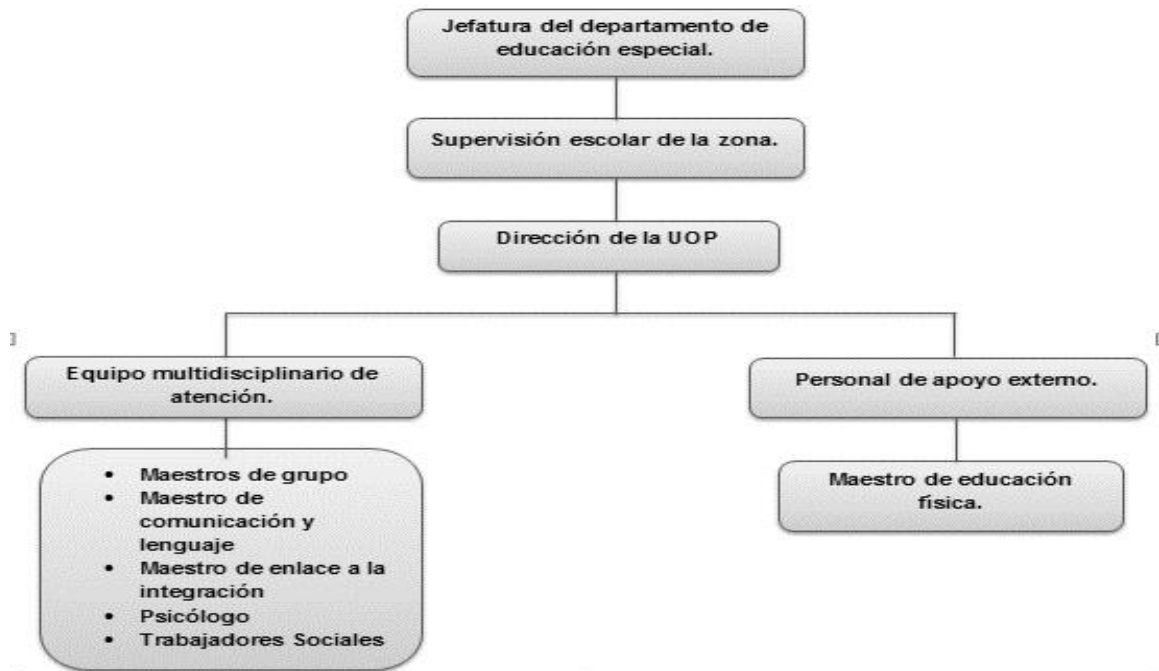 Jefatura del departamento de
educación especial.
Supervisión escolar de la zona.
Dirección de la UOP
Equipo multidisciplinario de
atención.
Personal de apoyo externo.
• Maestros de grupo
• Maestro de
comunicación y
lenguaje
• Maestro de enlace a la
integración
• Psicólogo
• Trabajadores Sociales
Maestro de educación
física.